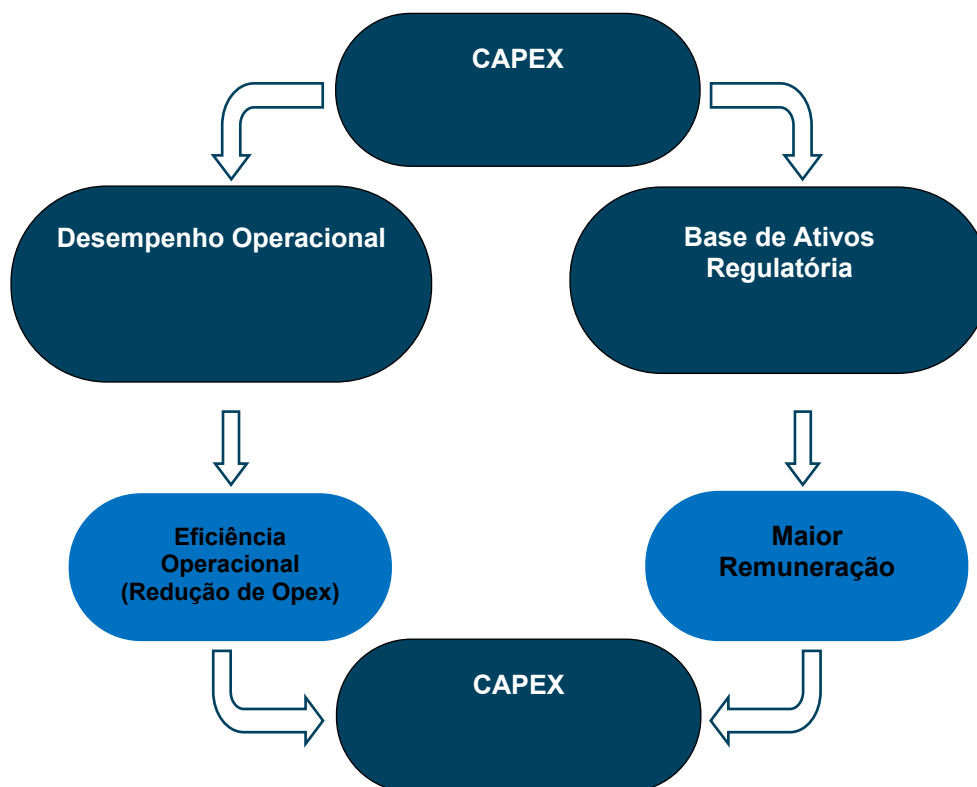 CAPEX
Desempenho Operacional
Base de Ativos
Regulatória
Eficiência
Operacional
(Redução de Opex)
Maior
Remuneração
CAPEX